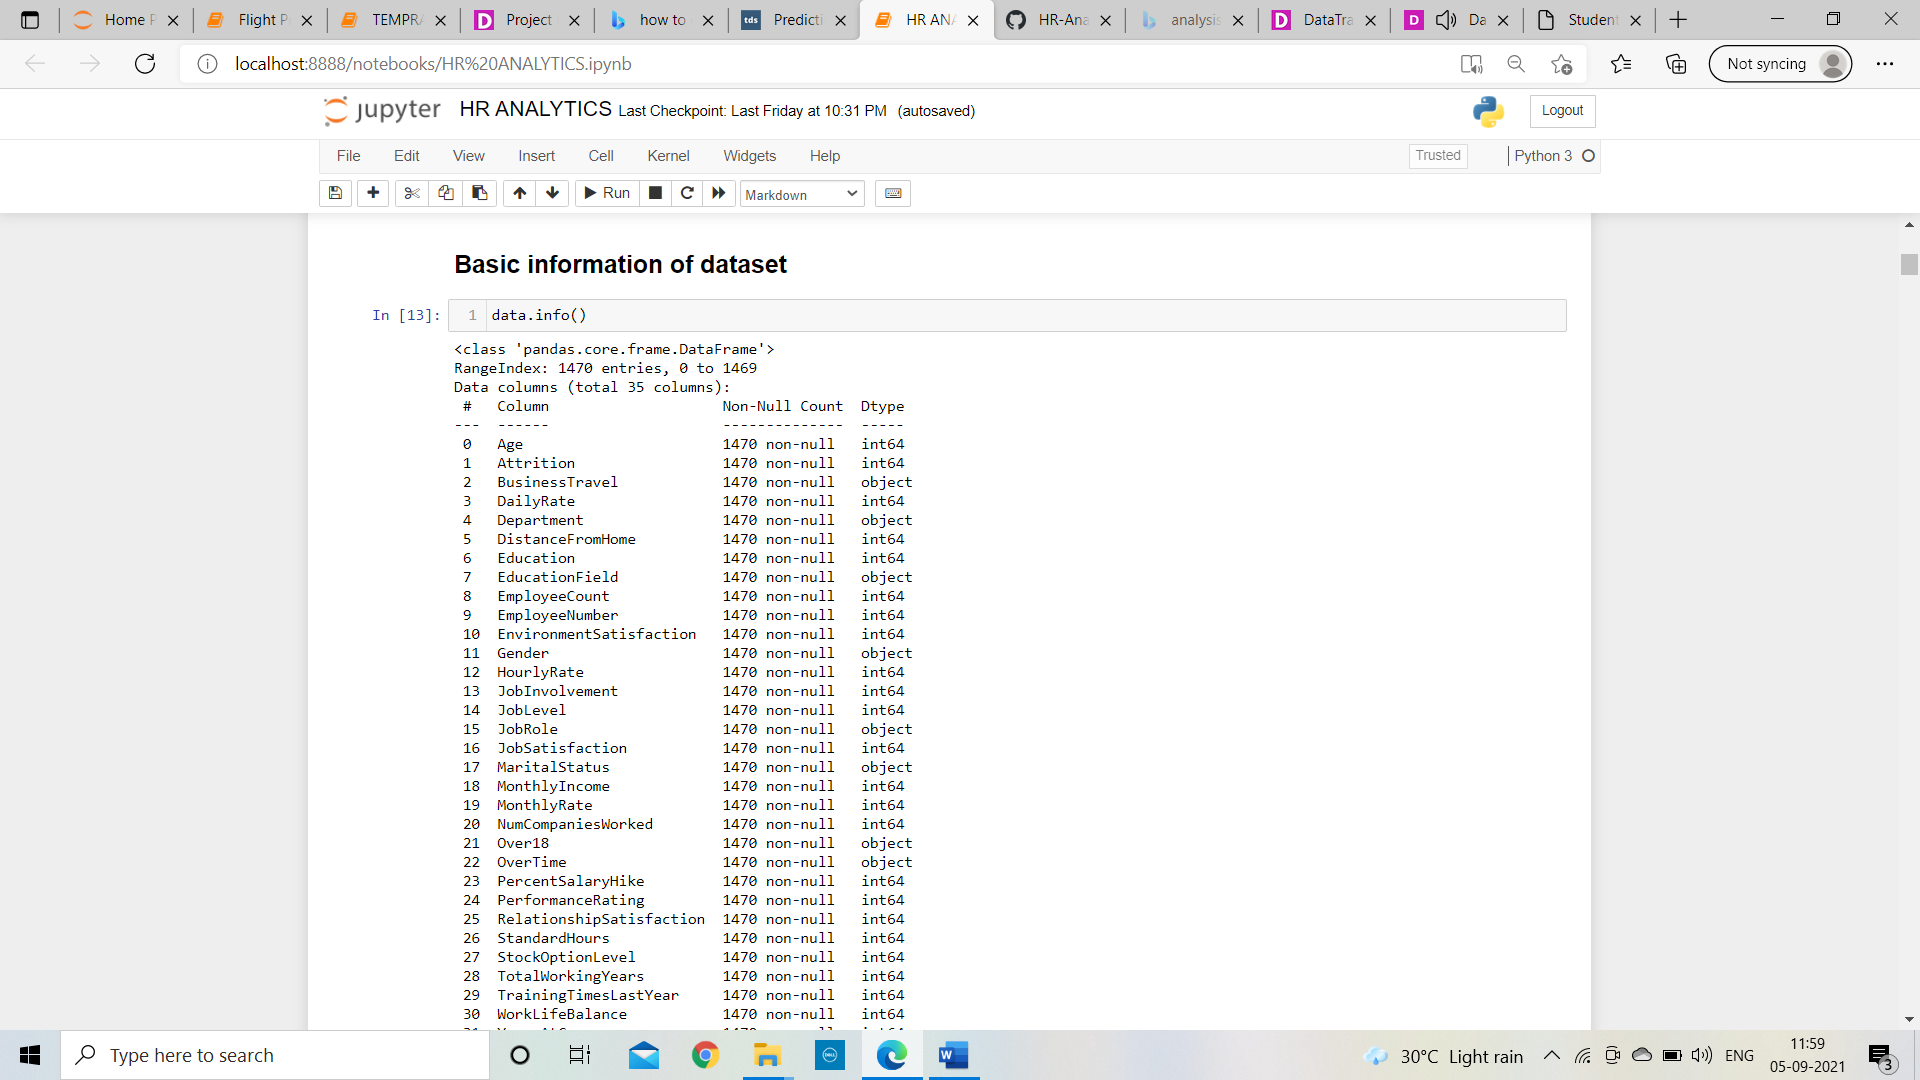 Home P
Flight P
TEMPRA
Project
how to
tds Predicti
HR ANA
HR-Ana
analysis
DataTra
Da
Student
localhost:8888/notebooks/HR%20ANALYTICS.ipynb
Not syncing
jupyter HR ANALYTICS Last Checkpoint: Last Friday at 10:31 PM (autosaved)
Logout
File Edit View Insert Cell Kernel Widgets Help
Trusted
Python 3
Run
Markdown
Basic information of dataset
In [13]: 1 data.info()
<class 'pandas.core.frame.DataFrame'>
RangeIndex: 1470 entries, 0 to 1469
Data columns (total 35 columns):
# Column Non-Null Count Dtype
--- ------ -------------- -----
0 Age 1470 non-null int64
1 Attrition 1470 non-null int64
2 BusinessTravel 1470 non-null object
3 DailyRate 1470 non-null int64
4 Department 1470 non-null object
5 DistanceFromHome 1470 non-null int64
6 Education 1470 non-null int64
7 EducationField 1470 non-null object
8 EmployeeCount 1470 non-null int64
9 EmployeeNumber 1470 non-null int64
10 EnvironmentSatisfaction 1470 non-null int64
11 Gender 1470 non-null object
12 HourlyRate 1470 non-null int64
13 JobInvolvement 1470 non-null int64
14 JobLevel 1470 non-null int64
15 JobRole 1470 non-null object
16 JobSatisfaction 1470 non-null int64
17 MaritalStatus 1470 non-null object
18 MonthlyIncome 1470 non-null int64
19 MonthlyRate 1470 non-null int64
20 NumCompaniesWorked 1470 non-null int64
21 Over18 1470 non-null object
22 OverTime 1470 non-null object
23 PercentSalaryHike 1470 non-null int64
24 PerformanceRating 1470 non-null int64
25 RelationshipSatisfaction 1470 non-null int64
26 StandardHours 1470 non-null int64
27 StockOptionLevel 1470 non-null int64
28 TotalWorkingYears 1470 non-null int64
29 TrainingTimesLastYear 1470 non-null int64
30 WorkLifeBalance 1470 non-null int64
Type here to search
30°C Light rain
ENG
11:59
05-09-2021
3